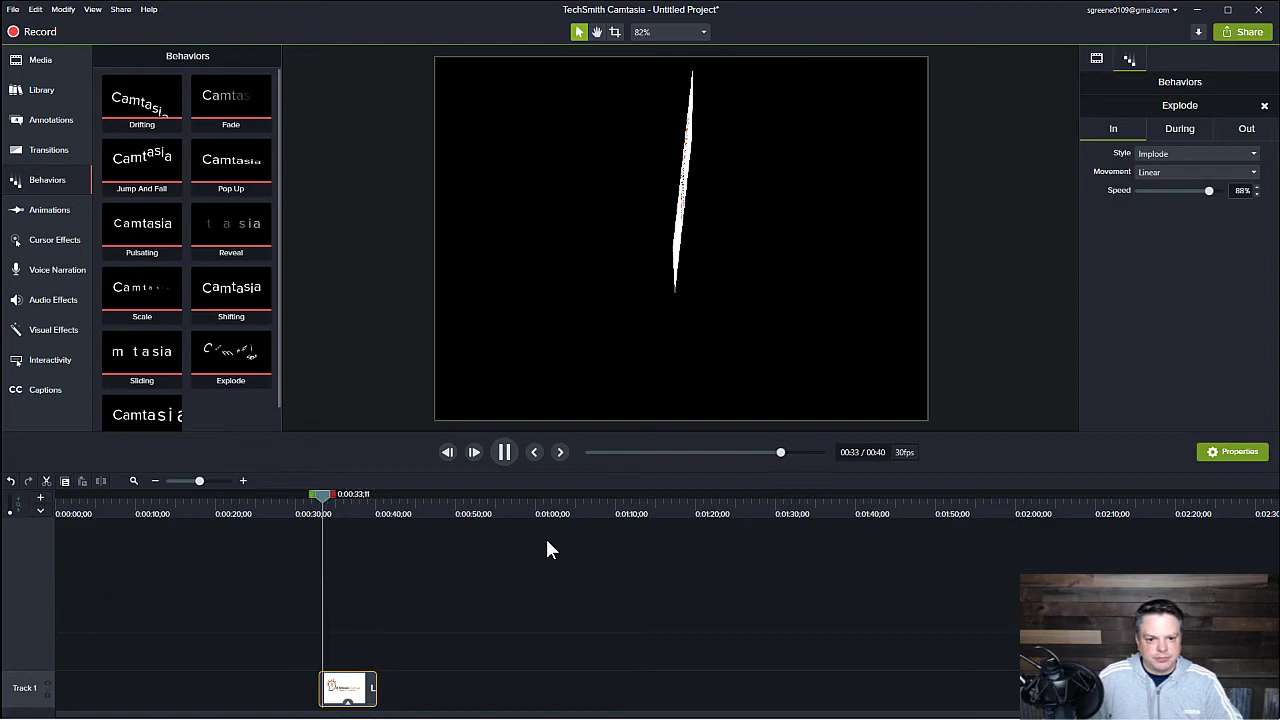 File Edit Modify View Share Help
TechSmith Camtasia - Untitled Project*
sgreene0109@gmail.com
Record
82%
Share
Media
Library
Annotations
Transitions
Behaviors
Animations
Cursor Effects
Voice Narration
Audio Effects
Visual Effects
Interactivity
CC Captions
Behaviors
Camtasia
Drifting
Camtas
Fade
Camtasia
Jump And Fall
Camtasia
Pop Up
Camtasia
Pulsating
t a sia
Reveal
Camtas
Scale
Camtasia
Shifting
m t a sia
Sliding
Explode
Camtasia
Behaviors
Explode
In During Out
Style Implode
Movement Linear
Speed 88%
00:33 / 00:40 30fps
Properties
0:00:33;11
0:00:00;00 0:00:10;00 0:00:20;00 0:00:30;00 0:00:40;00 0:00:50;00 0:01:00;00 0:01:10;00 0:01:20;00 0:01:30;00 0:01:40;00 0:01:50;00 0:02:00;00 0:02:10;00 0:02:20;00 0:02:30
Track 1
L